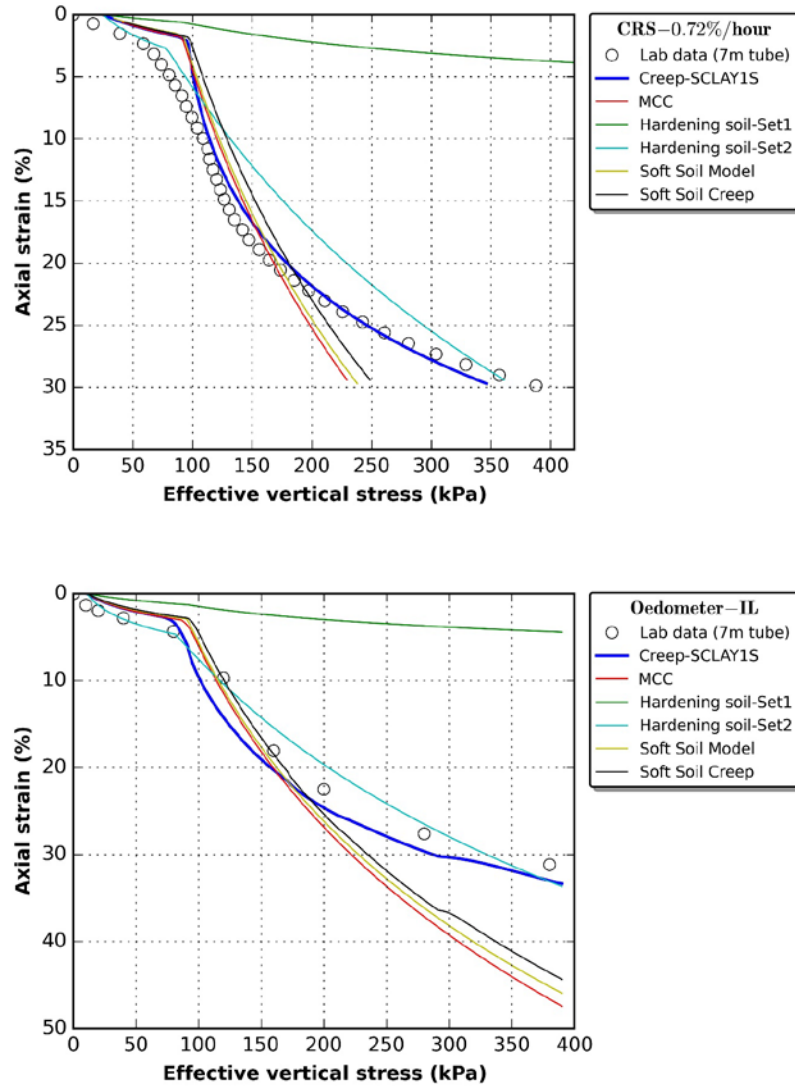 CRS−0.72%/hour
Lab data (7m tube)
Creep-SCLAY1S
MCC
Hardening soil-Set1
Hardening soil-Set2
Soft Soil Model
Soft Soil Creep
Axial strain (%)
0
5
10
15
20
25
30
35
0 50 100 150 200 250 300 350 400
Effective vertical stress (kPa)
Oedometer−IL
Lab data (7m tube)
Creep-SCLAY1S
MCC
Hardening soil-Set1
Hardening soil-Set2
Soft Soil Model
Soft Soil Creep
Axial strain (%)
0
10
20
30
40
50
0 50 100 150 200 250 300 350 400
Effective vertical stress (kPa)